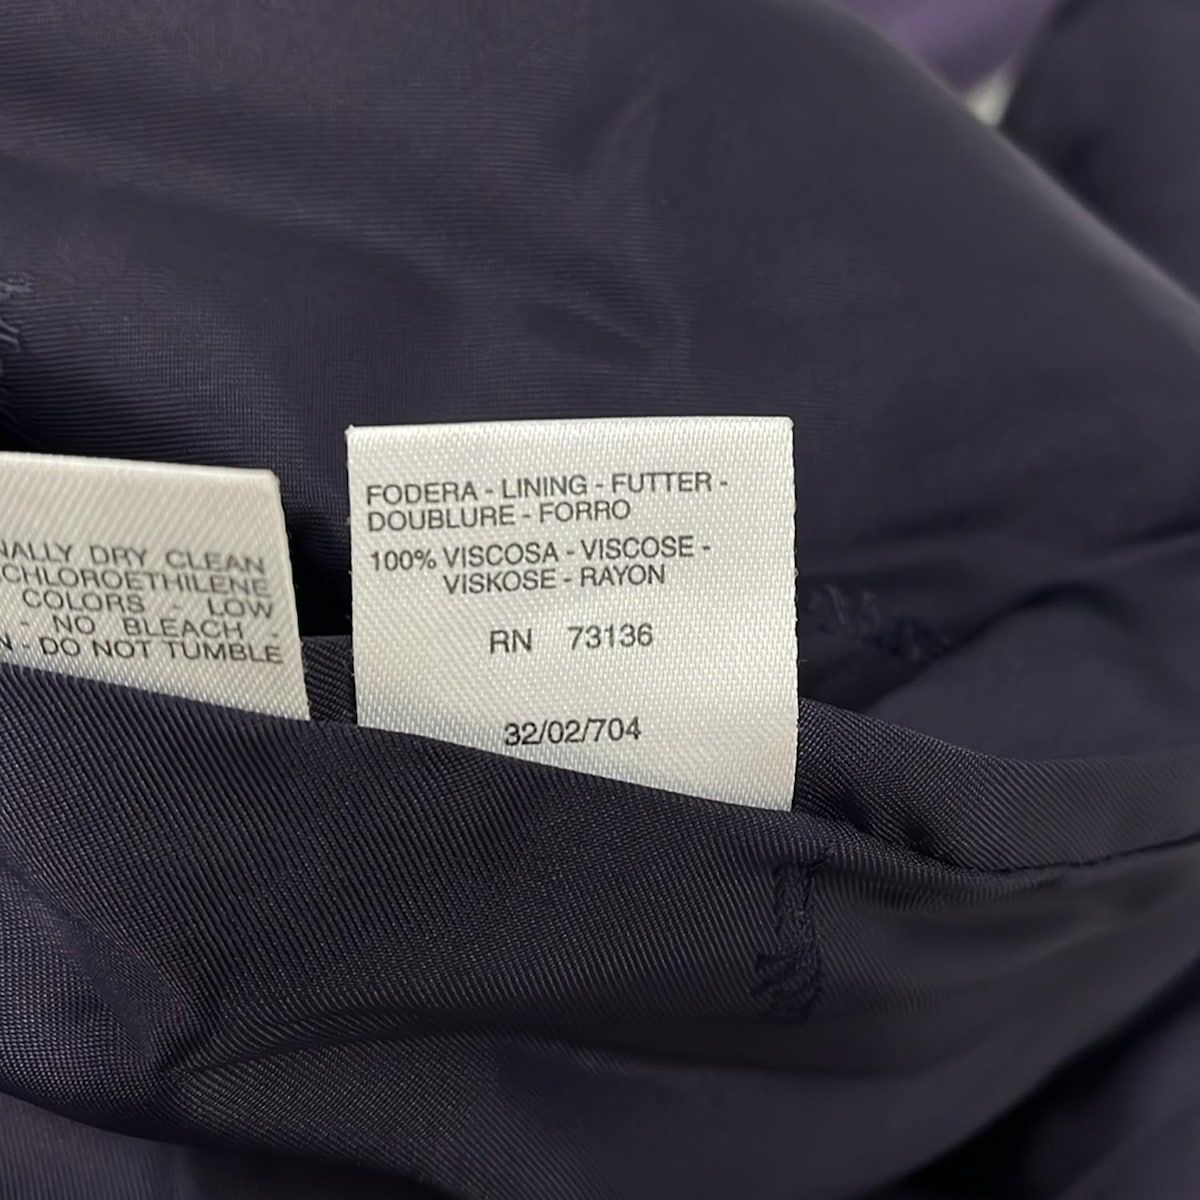 NALLY DRY CLEAN
CHLOROETHILENE
COLORS - LOW
- NO BLEACH -
N - DO NOT TUMBLE
FODERA - LINING - FUTTER -
DOUBLURE - FORRO
100% VISCOSA - VISCOSE -
VISKOSE - RAYON
RN 73136
32/02/704